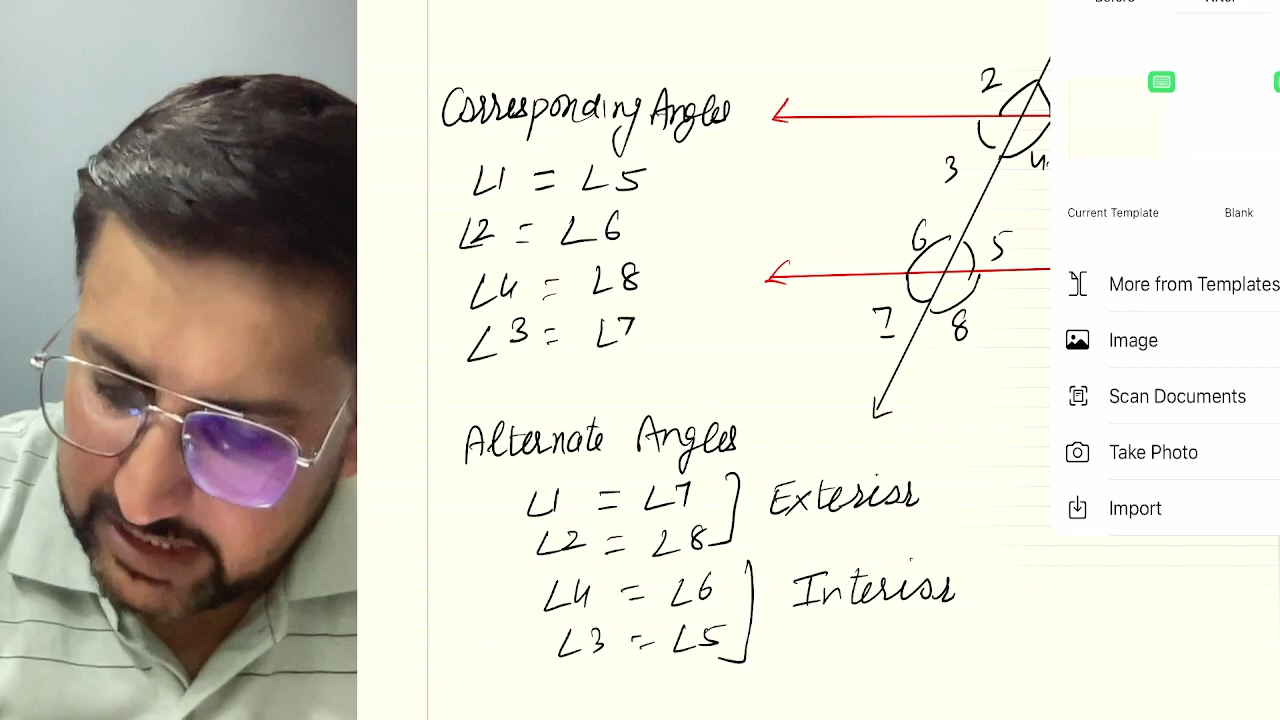 Corresponding Angles
∠1 = ∠5
∠2 = ∠6
∠4 = ∠8
∠3 = ∠7
Alternate Angles
∠1 = ∠7
∠2 = ∠8
Exterior
∠4 = ∠6
∠3 = ∠5
Interior
2
3
4
6
5
7
8
Before
After
Current Template
Blank
More from Templates
Image
Scan Documents
Take Photo
Import